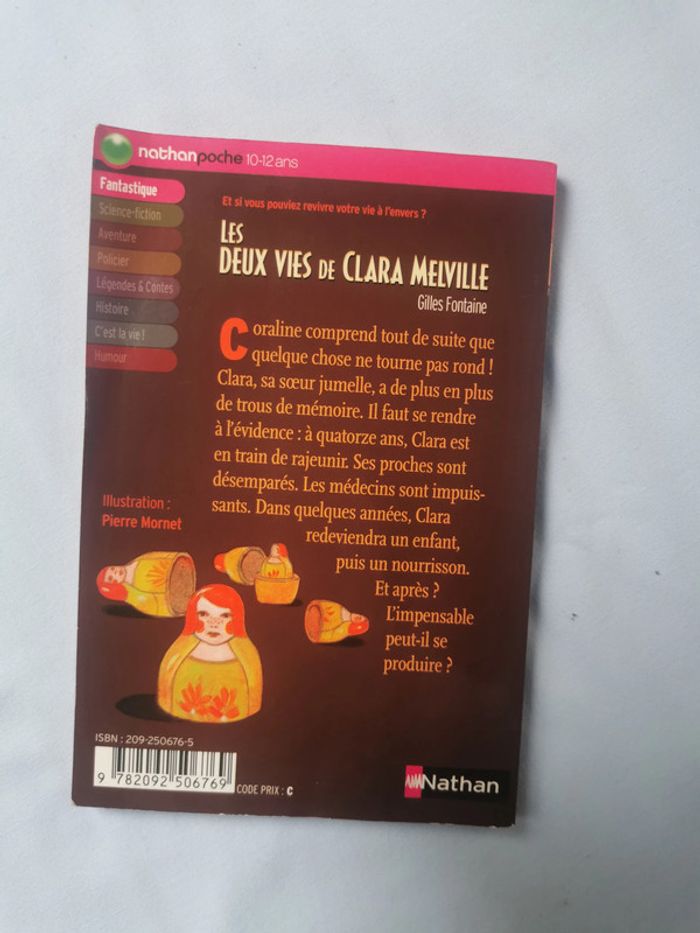 nathanpoche 10-12 ans
Fantastique
Science-fiction
Aventure
Policier
Légendes & Contes
Histoire
C'est la vie !
Humour
Et si vous pouviez revivre votre vie à l'envers ?
LES
DEUX VIES DE CLARA MELVILLE
Gilles Fontaine
Coraline comprend tout de suite que
quelque chose ne tourne pas rond !
Clara, sa sœur jumelle, a de plus en plus
de trous de mémoire. Il faut se rendre
à l'évidence : à quatorze ans, Clara est
en train de rajeunir. Ses proches sont
désemparés. Les médecins sont impuis-
sants. Dans quelques années, Clara
redeviendra un enfant,
puis un nourrisson.
Et après ?
L'impensable
peut-il se
produire ?
Illustration :
Pierre Mornet
ISBN : 209-250676-5
9 782092 506769
CODE PRIX : C
Nathan